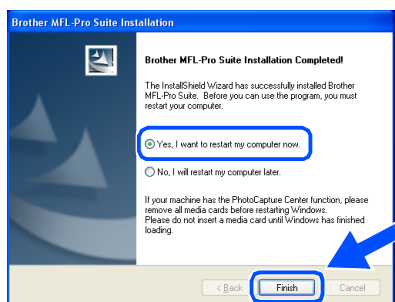 Brother MFL-Pro Suite Installation
Brother MFL-Pro Suite Installation Completed!
The InstallShield Wizard has successfully installed Brother
MFL-Pro Suite. Before you can use the program, you must
restart your computer.
Yes, I want to restart my computer now.
No, I will restart my computer later.
If your machine has the PhotoCapture Center function, please
remove all media cards before restarting Windows.
Please do not insert a media card until Windows has finished
loading.
< Back Finish Cancel